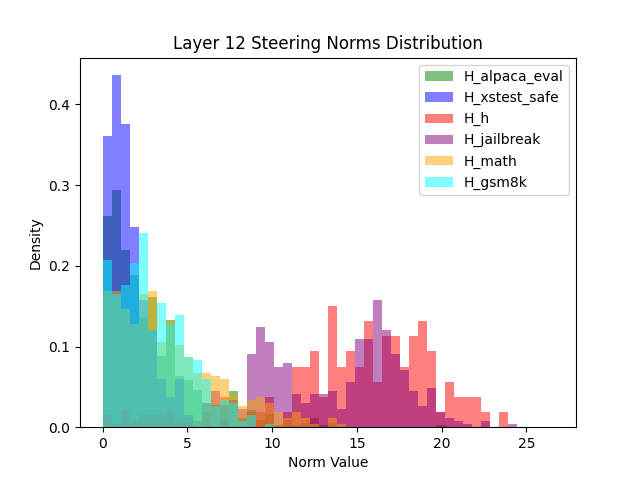 Layer 12 Steering Norms Distribution
H_alpaca_eval
H_xstest_safe
H_h
H_jailbreak
H_math
H_gsm8k
Density
0.4
0.3
0.2
0.1
0.0
0 5 10 15 20 25
Norm Value